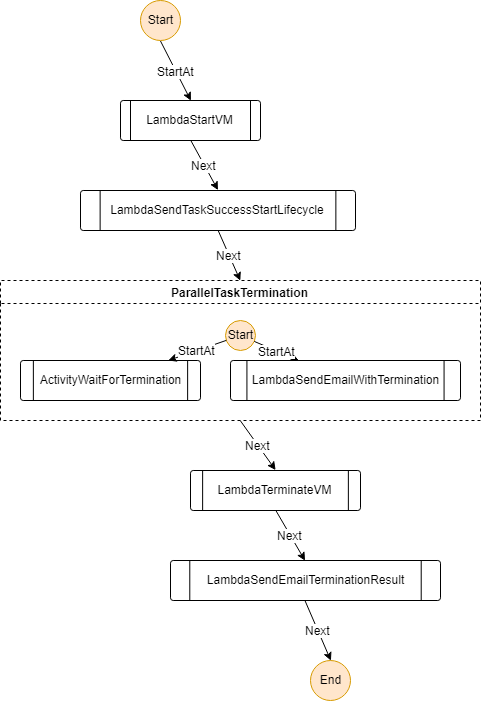 Start
StartAt
LambdaStartVM
Next
LambdaSendTaskSuccessStartLifecycle
Next
ParallelTaskTermination
Start
StartAt
StartAt
ActivityWaitForTermination
LambdaSendEmailWithTermination
Next
LambdaTerminateVM
Next
LambdaSendEmailTerminationResult
Next
End